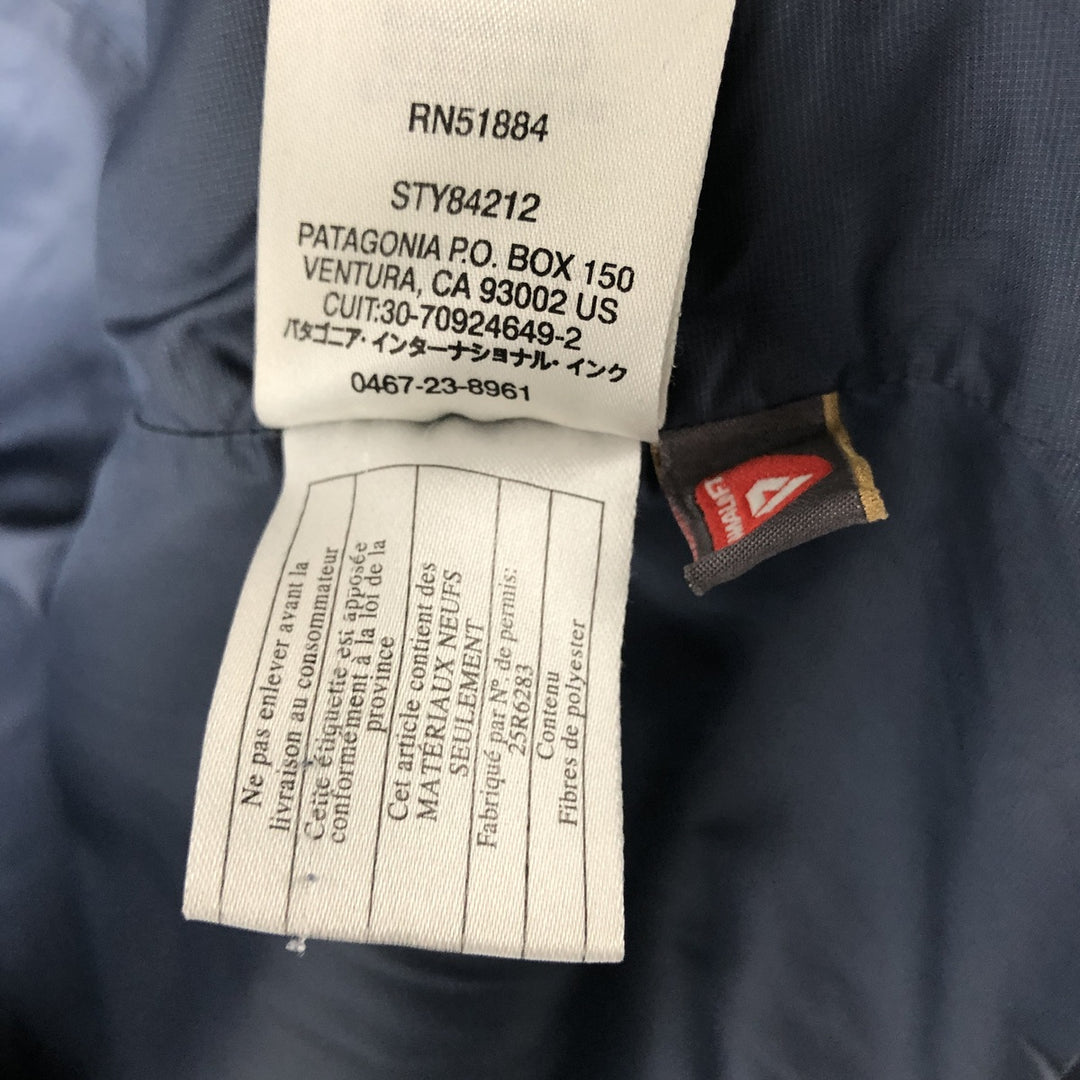 RN51884
STY84212
PATAGONIA P.O. BOX 150
VENTURA, CA 93002 US
CUIT:30-70924649-2
パタゴニア・インターナショナル・インク
0467-23-8961
Ne pas enlever avant la
livraison au consommateur
Cette étiquette est apposée
conformément à la loi de la
province
Cet article contient des
MATÉRIAUX NEUFS
SEULEMENT
Fabriqué par N°. de permis:
25R6283
Contenu
Fibres de polyester